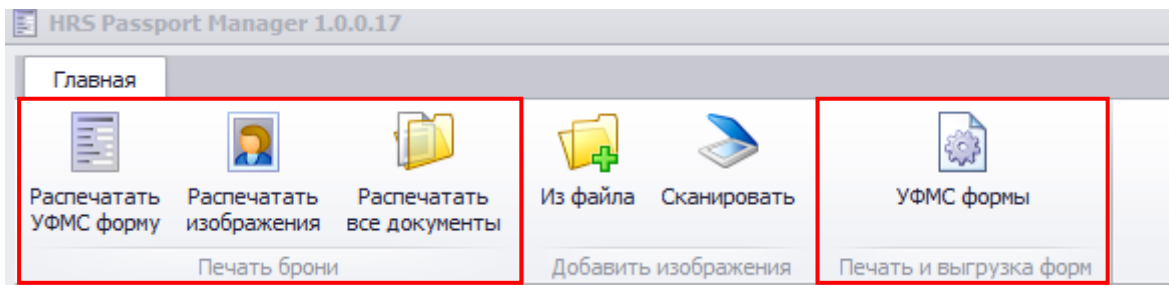 HRS Passport Manager 1.0.0.17
Главная
Распечатать
УФМС форму
Распечатать
изображения
Распечатать
все документы
Печать брони
Из файла
Сканировать
Добавить изображения
УФМС формы
Печать и выгрузка форм